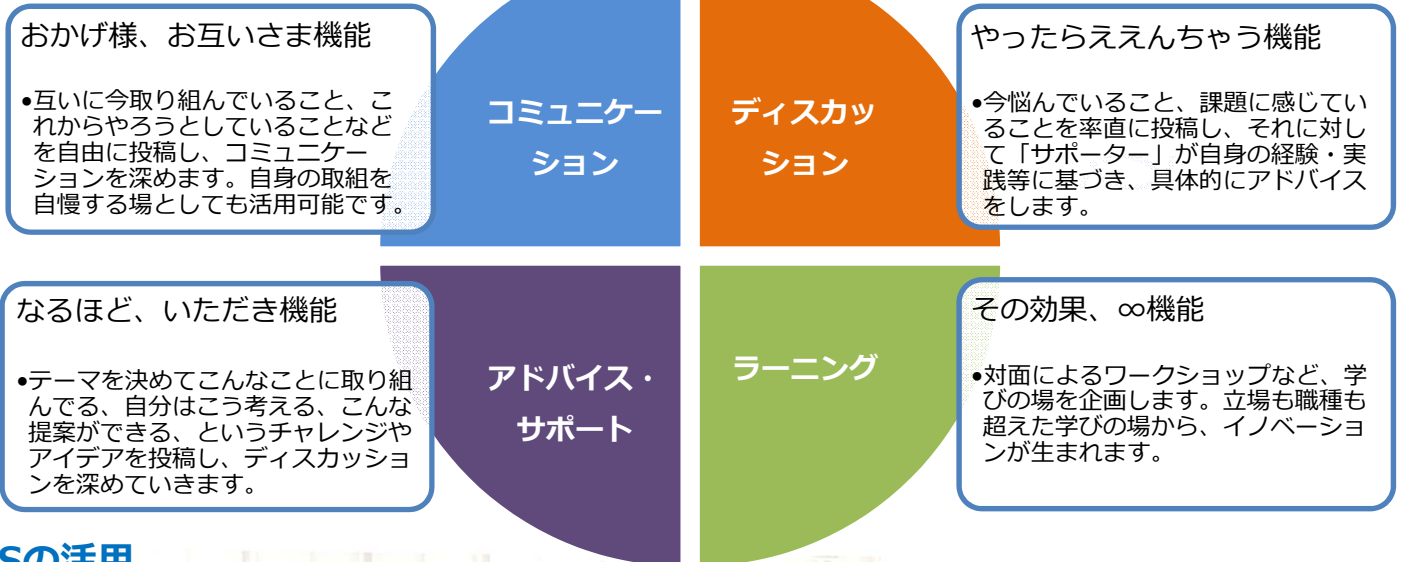 おかげ様、お互いさま機能
•互いに今取り組んでいること、こ
れからやろうとしていることなど
を自由に投稿し、コミュニケー
ションを深めます。自身の取組を
自慢する場としても活用可能です。
コミュニケー
ション
ディスカッ
ション
やったらええんちゃう機能
•今悩んでいること、課題に感じてい
ることを率直に投稿し、それに対し
て「サポーター」が自身の経験・実
践等に基づき、具体的にアドバイス
をします。
なるほど、いただき機能
•テーマを決めてこんなことに取り組
んでる、自分はこう考える、こんな
提案ができる、というチャレンジや
アイデアを投稿し、ディスカッショ
ンを深めていきます。
アドバイス・
サポート
ラーニング
その効果、∞機能
•対面によるワークショップなど、学
びの場を企画します。立場も職種も
超えた学びの場から、イノベーショ
ンが生まれます。
Sの活用